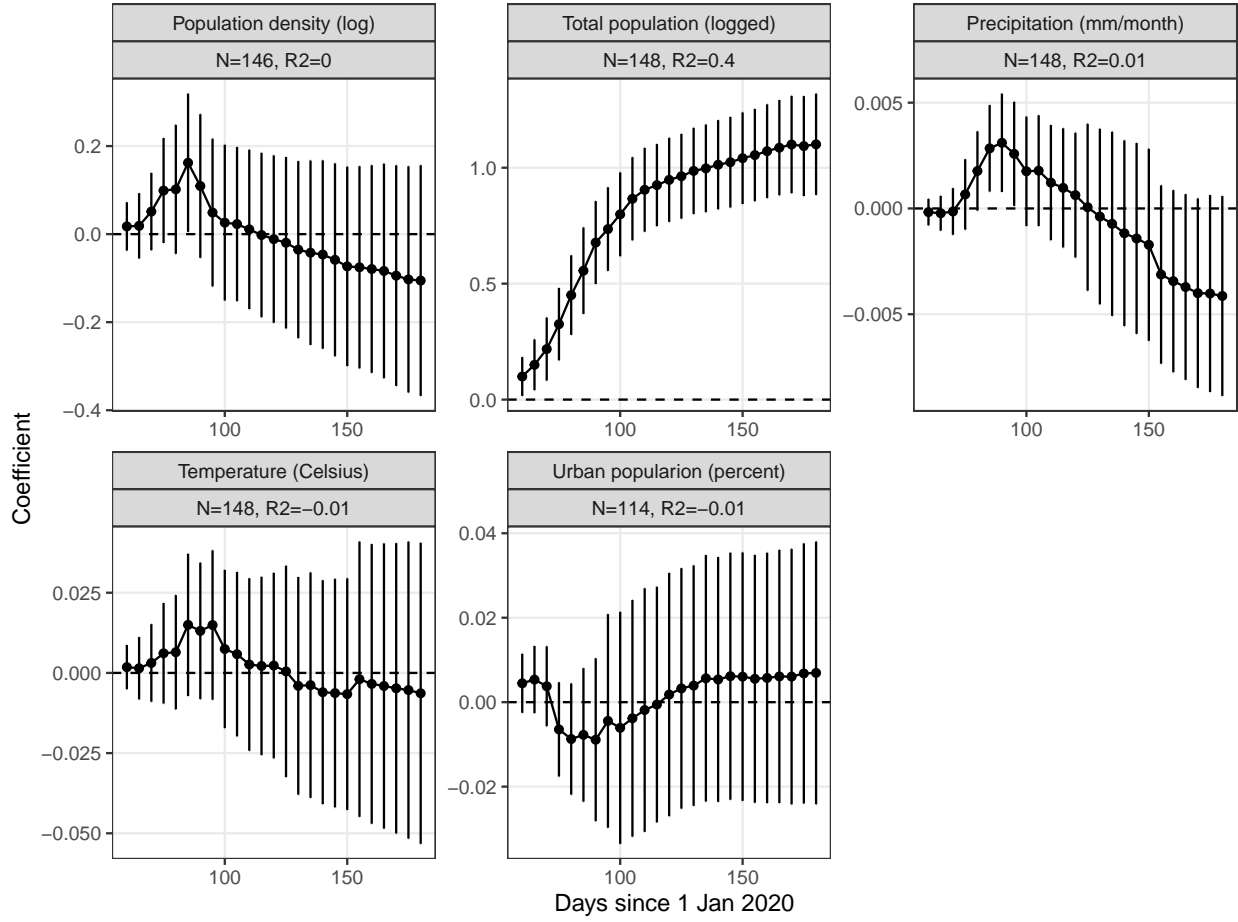 Population density (log)
N=146, R2=0
0.2
0.0
−0.2
−0.4
100
150
Total population (logged)
N=148, R2=0.4
1.0
0.5
0.0
100
150
Precipitation (mm/month)
N=148, R2=0.01
0.005
0.000
−0.005
100
150
Coefficient
Temperature (Celsius)
N=148, R2=−0.01
0.025
0.000
−0.025
−0.050
100
150
Urban popularion (percent)
N=114, R2=−0.01
0.04
0.02
0.00
−0.02
100
150
Days since 1 Jan 2020